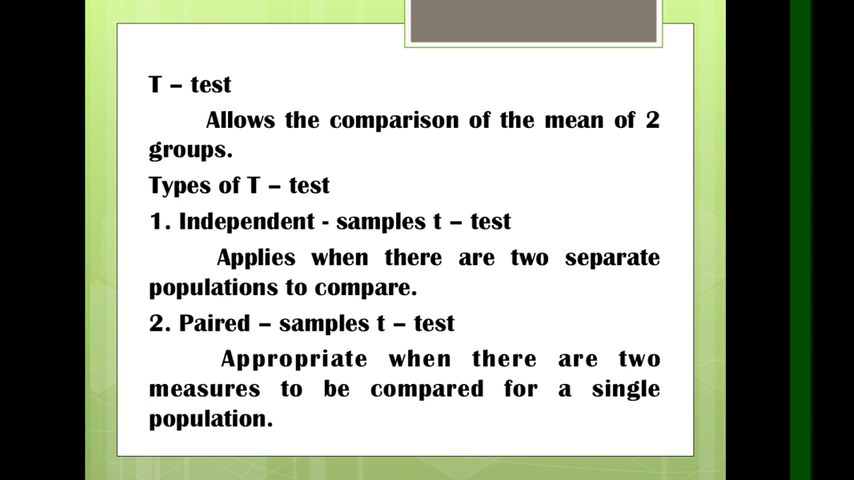 T – test
Allows the comparison of the mean of 2
groups.
Types of T – test
1. Independent - samples t – test
Applies when there are two separate
populations to compare.
2. Paired – samples t – test
Appropriate when there are two
measures to be compared for a single
population.